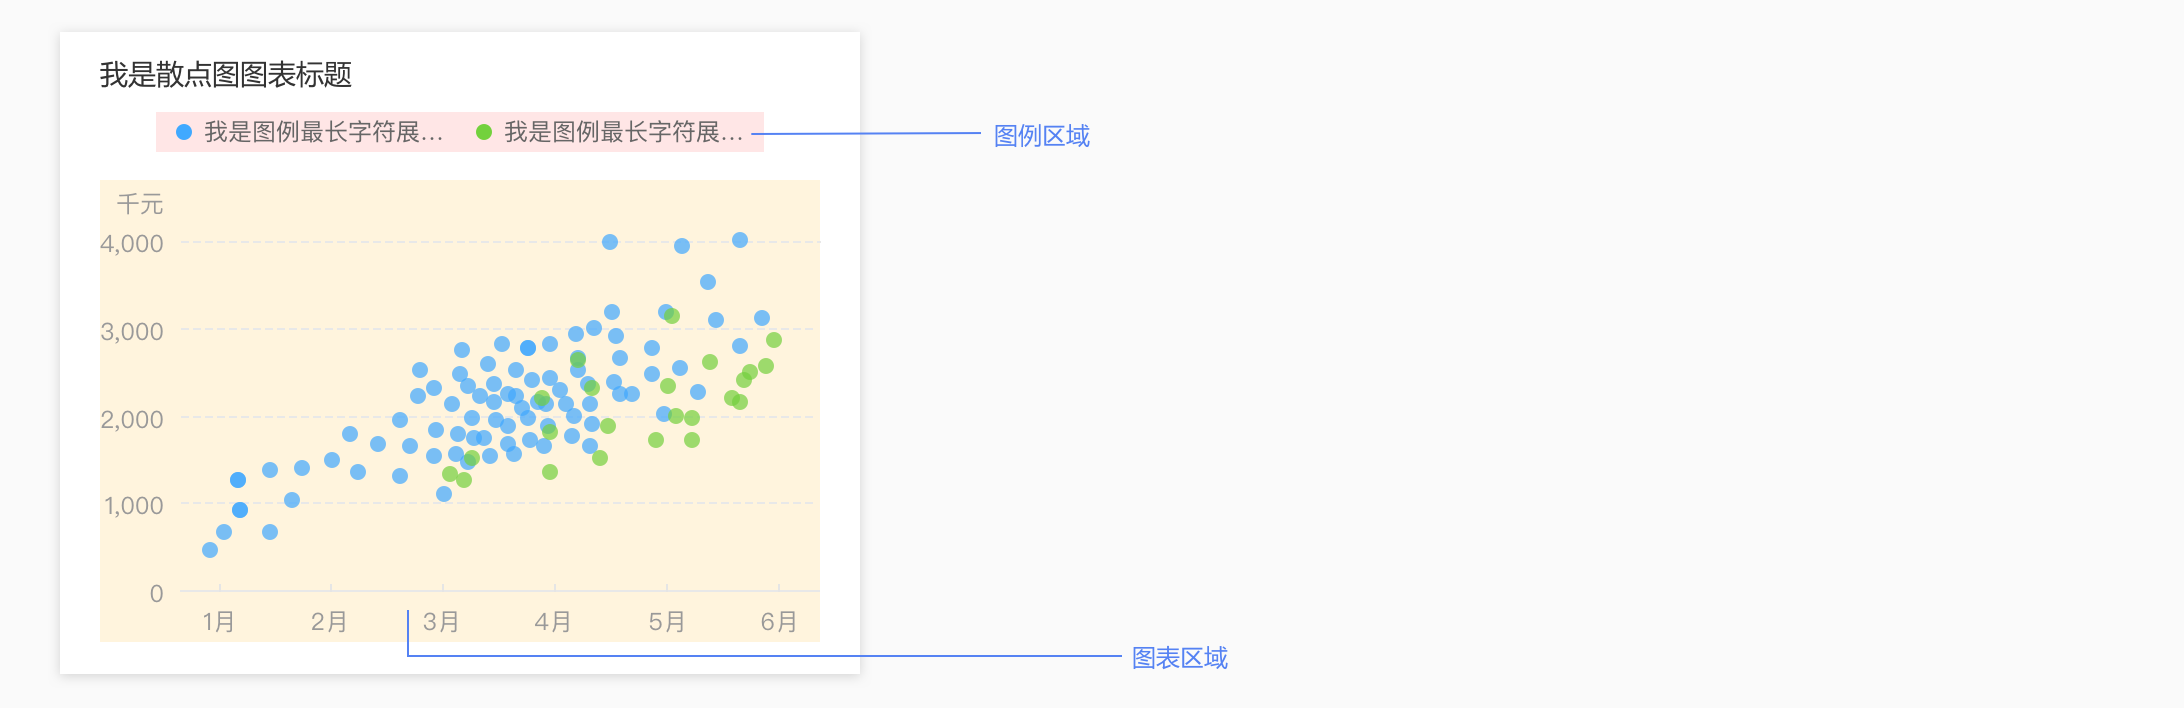 我是散点图图表标题
我是图例最长字符展... 我是图例最长字符展...
图例区域
千元
4,000
3,000
2,000
1,000
0
1月 2月 3月 4月 5月 6月
图表区域